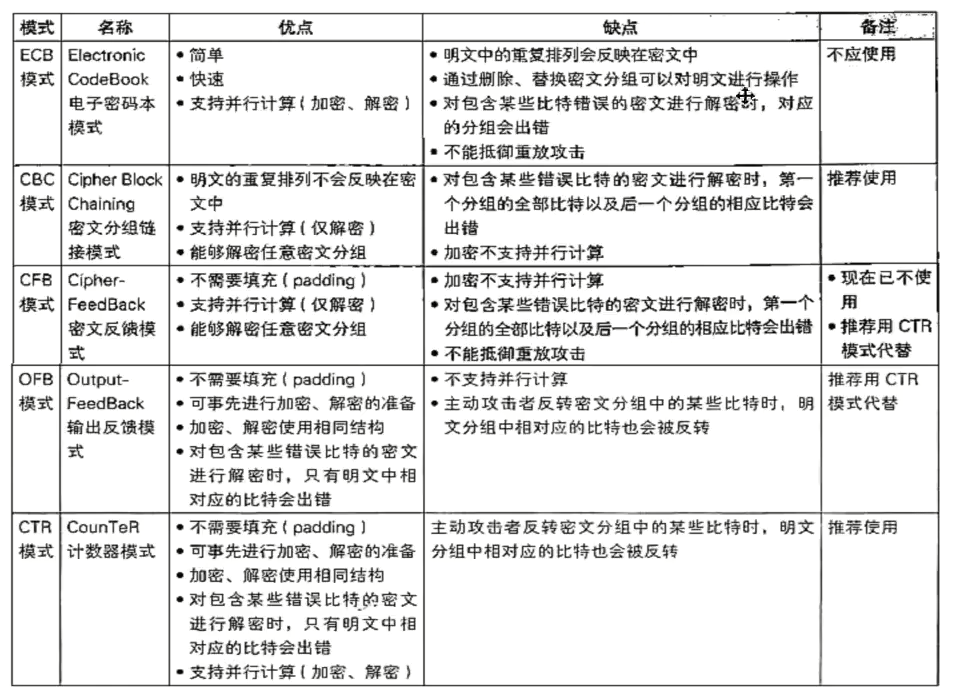 模式 名称 优点 缺点 备注
ECB
模式
Electronic
CodeBook
电子密码本
模式
• 简单
• 快速
• 支持并行计算（加密、解密）
• 明文中的重复排列会反映在密文中
• 通过删除、替换密文分组可以对明文进行操作
• 对包含某些比特错误的密文进行解密时，对应
的分组会出错
• 不能抵御重放攻击
不应使用
CBC
模式
Cipher Block
Chaining
密文分组链
接模式
• 明文的重复排列不会反映在密
文中
• 支持并行计算（仅解密）
• 能够解密任意密文分组
• 对包含某些错误比特的密文进行解密时，第一
个分组的全部比特以及后一个分组的相应比特会
出错
• 加密不支持并行计算
推荐使用
CFB
模式
Cipher-
FeedBack
密文反馈模
式
• 不需要填充（padding）
• 支持并行计算（仅解密）
• 能够解密任意密文分组
• 加密不支持并行计算
• 对包含某些错误比特的密文进行解密时，第一个
分组的全部比特以及后一个分组的相应比特会出错
• 不能抵御重放攻击
• 现在已不使
用
• 推荐用 CTR
模式代替
OFB
模式
Output-
FeedBack
输出反馈模
式
• 不需要填充（padding）
• 可事先进行加密、解密的准备
• 加密、解密使用相同结构
• 对包含某些错误比特的密文
进行解密时，只有明文中相
对应的比特会出错
• 不支持并行计算
• 主动攻击者反转密文分组中的某些比特时，明
文分组中相对应的比特也会被反转
推荐用 CTR
模式代替
CTR
模式
CounTeR
计数器模式
• 不需要填充（padding）
• 可事先进行加密、解密的准备
• 加密、解密使用相同结构
• 对包含某些错误比特的密文
进行解密时，只有明文中相
对应的比特会出错
• 支持并行计算（加密、解密）
主动攻击者反转密文分组中的某些比特时，明文
分组中相对应的比特也会被反转
推荐使用